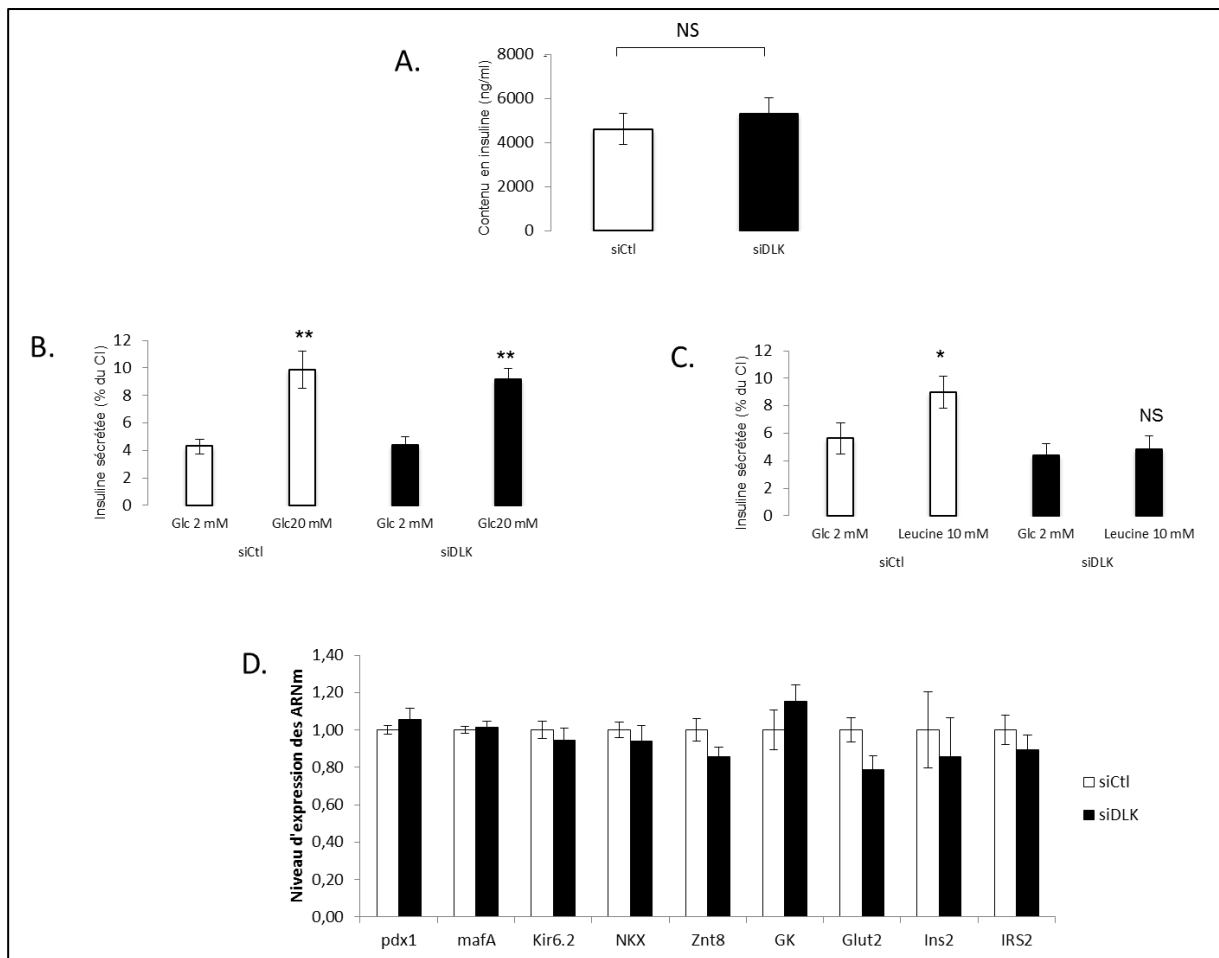 A.
NS
Contenu en insuline (ng/ml)
8000
6000
4000
2000
0
siCtl
siDLK
B.
Insuline sécrétée (% du CI)
12
10
8
6
4
2
0
**
**
Glc 2 mM
Glc20 mM
Glc 2 mM
Glc20 mM
siCtl
siDLK
C.
Insuline sécrétée (% du CI)
12
10
8
6
4
2
0
*
NS
Glc 2 mM
Leucine 10 mM
Glc 2 mM
Leucine 10 mM
siCtl
siDLK
D.
Niveau d'expression des ARNm
1,40
1,20
1,00
0,80
0,60
0,40
0,20
0,00
pdx1
mafA
Kir6.2
NKX
Znt8
GK
Glut2
Ins2
IRS2
siCtl
siDLK